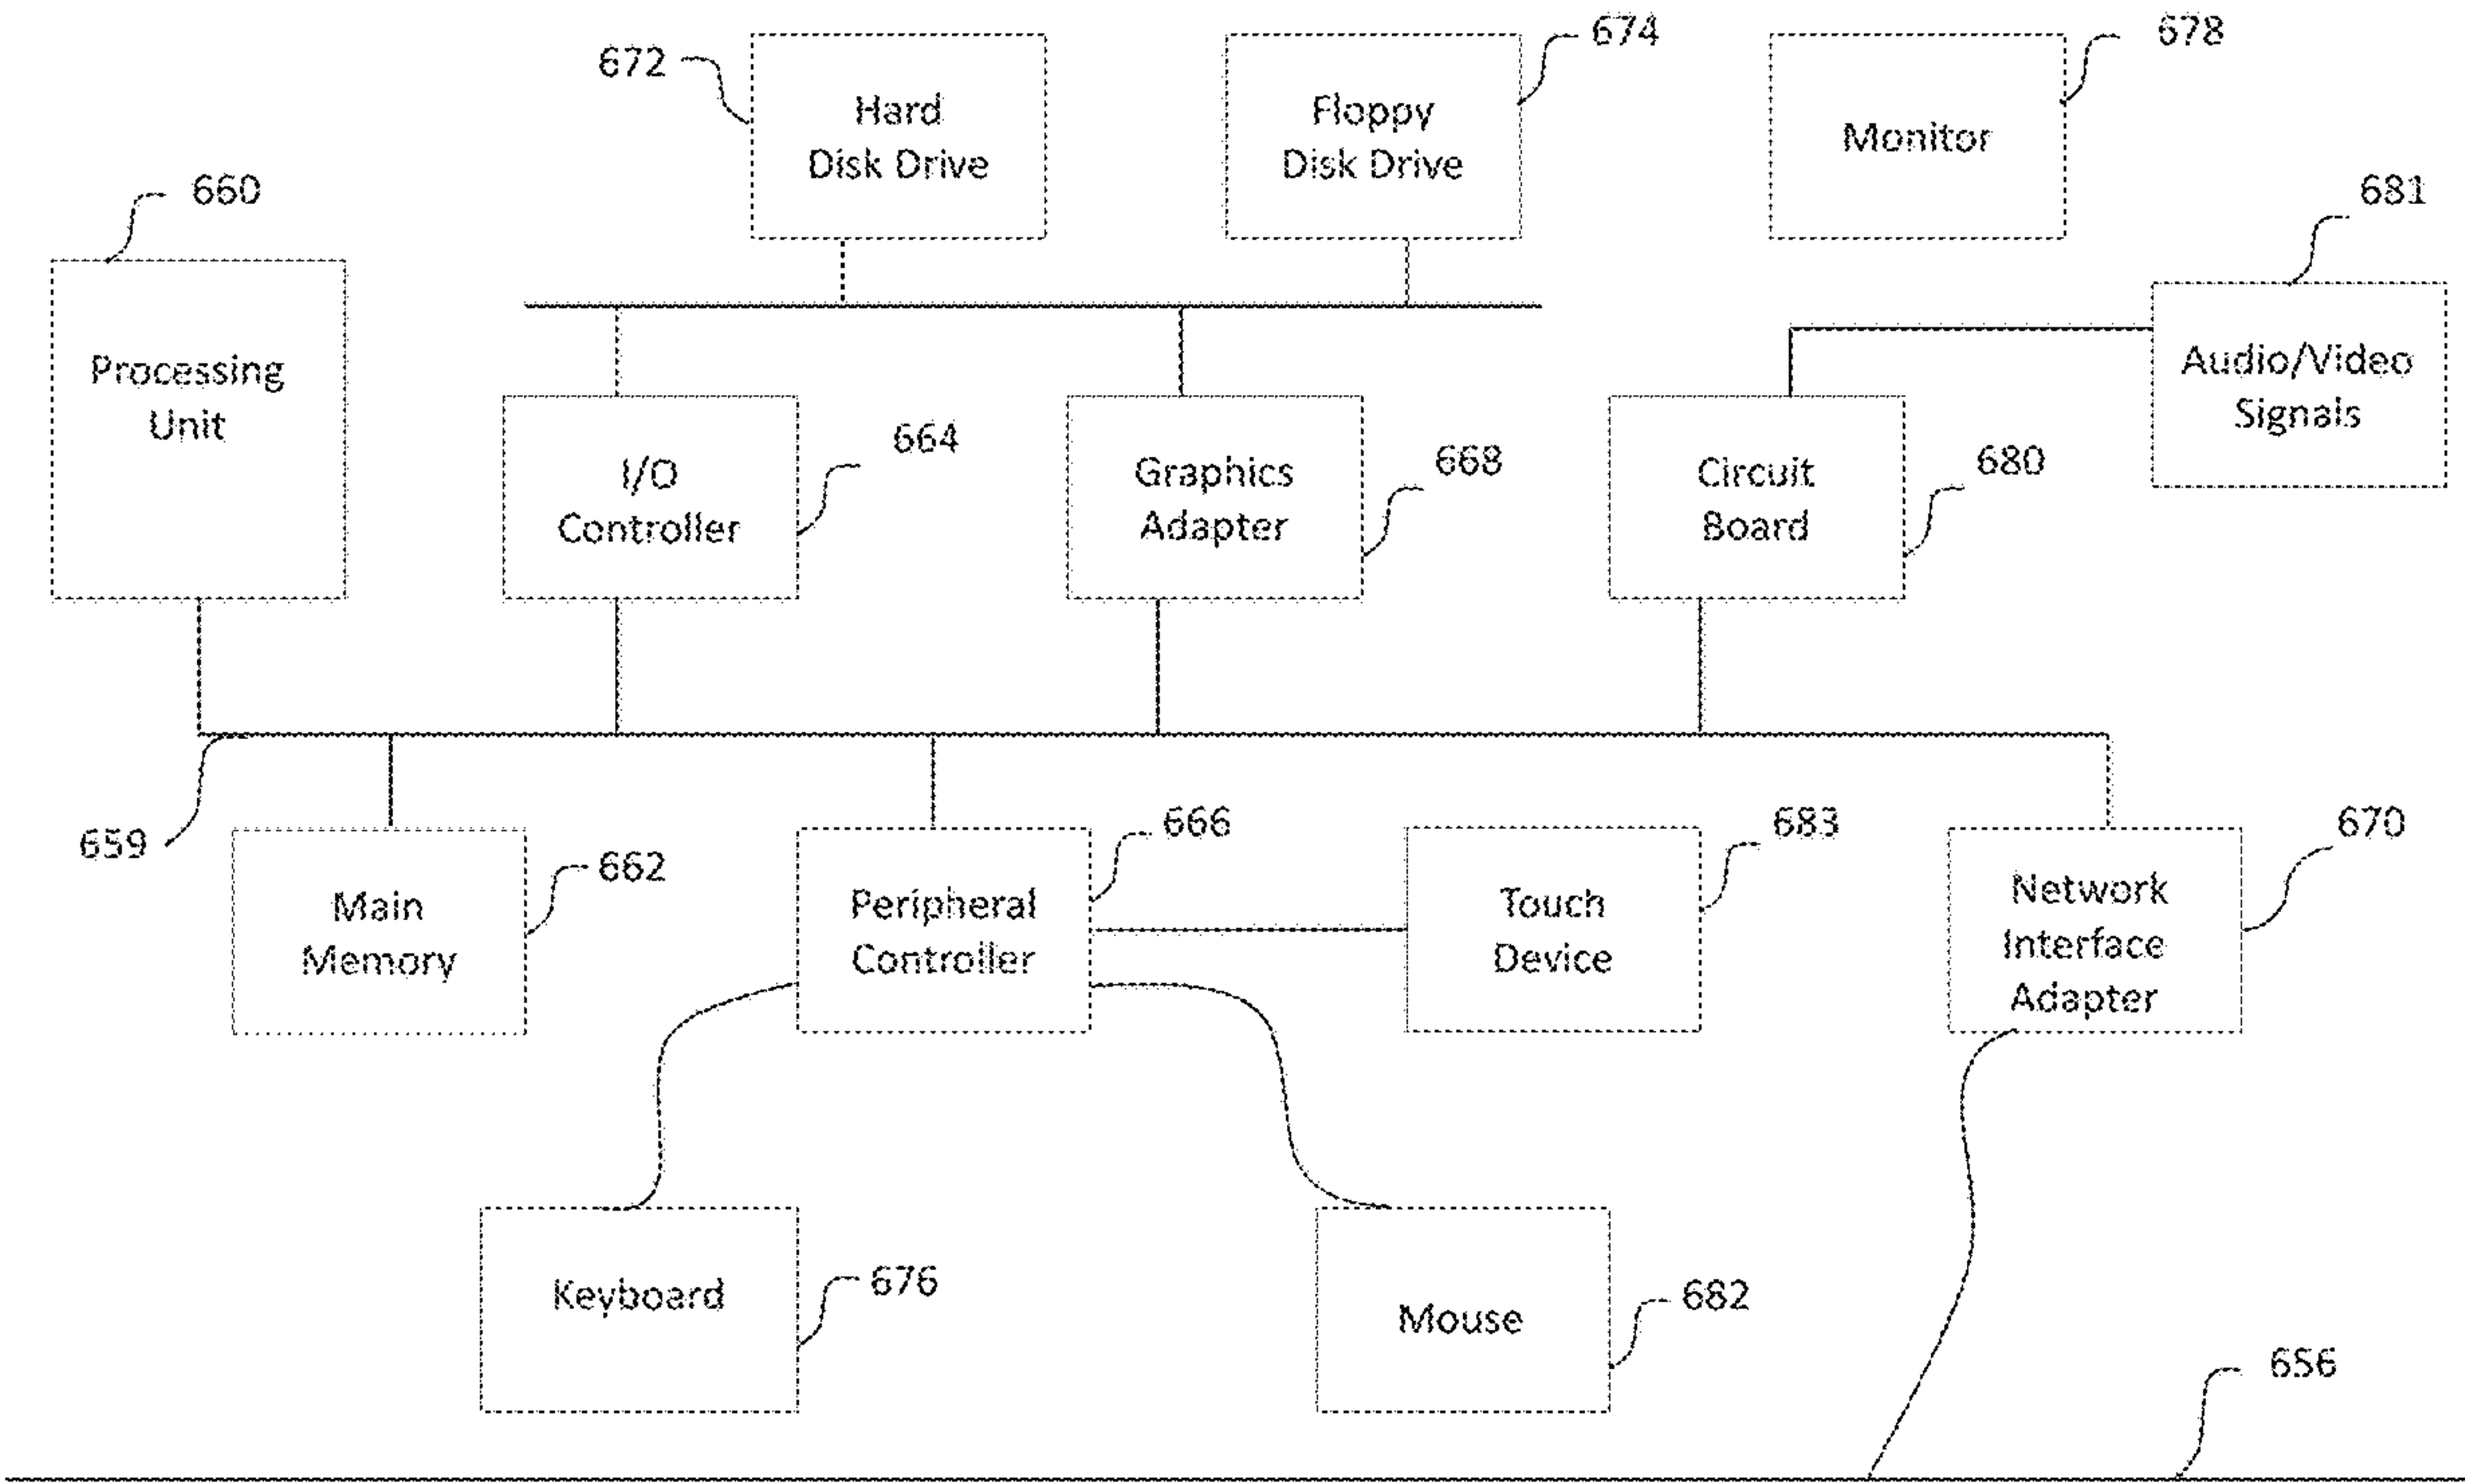 672
Hard
Disk Drive
674
Floppy
Disk Drive
678
Monitor
660
Processing
Unit
681
Audio/Video
Signals
664
I/O
Controller
668
Graphics
Adapter
680
Circuit
Board
659
662
Main
Memory
666
Peripheral
Controller
683
Touch
Device
670
Network
Interface
Adapter
676
Keyboard
682
Mouse
656